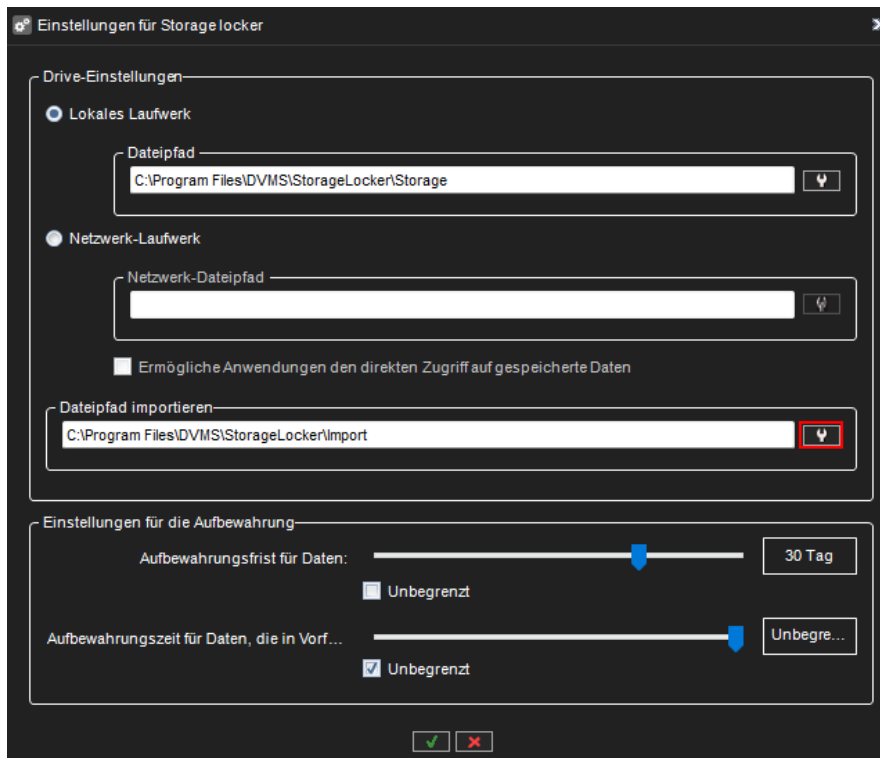 Einstellungen für Storage locker
Drive-Einstellungen
Lokales Laufwerk
Dateipfad
C:\Program Files\DVMS\StorageLocker\Storage
Netzwerk-Laufwerk
Netzwerk-Dateipfad
Ermögliche Anwendungen den direkten Zugriff auf gespeicherte Daten
Dateipfad importieren
C:\Program Files\DVMS\StorageLocker\Import
Einstellungen für die Aufbewahrung
Aufbewahrungsfrist für Daten: 30 Tag
Unbegrenzt
Aufbewahrungszeit für Daten, die in Vorf... Unbegre...
Unbegrenzt